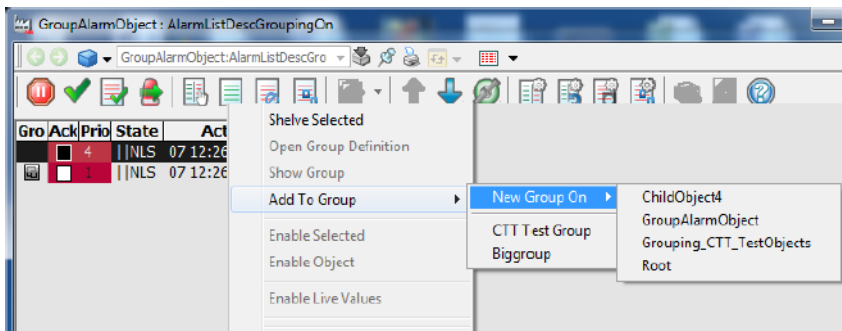 GroupAlarmObject : AlarmListDescGroupingOn
GroupAlarmObject:AlarmListDescGro
Gro Ack Prio State Act
4 ||NLS 07 12:26
1 ||NLS 07 12:26
Shelve Selected
Open Group Definition
Show Group
Add To Group
Enable Selected
Enable Object
Enable Live Values
New Group On
CTT Test Group
Biggroup
ChildObject4
GroupAlarmObject
Grouping_CTT_TestObjects
Root